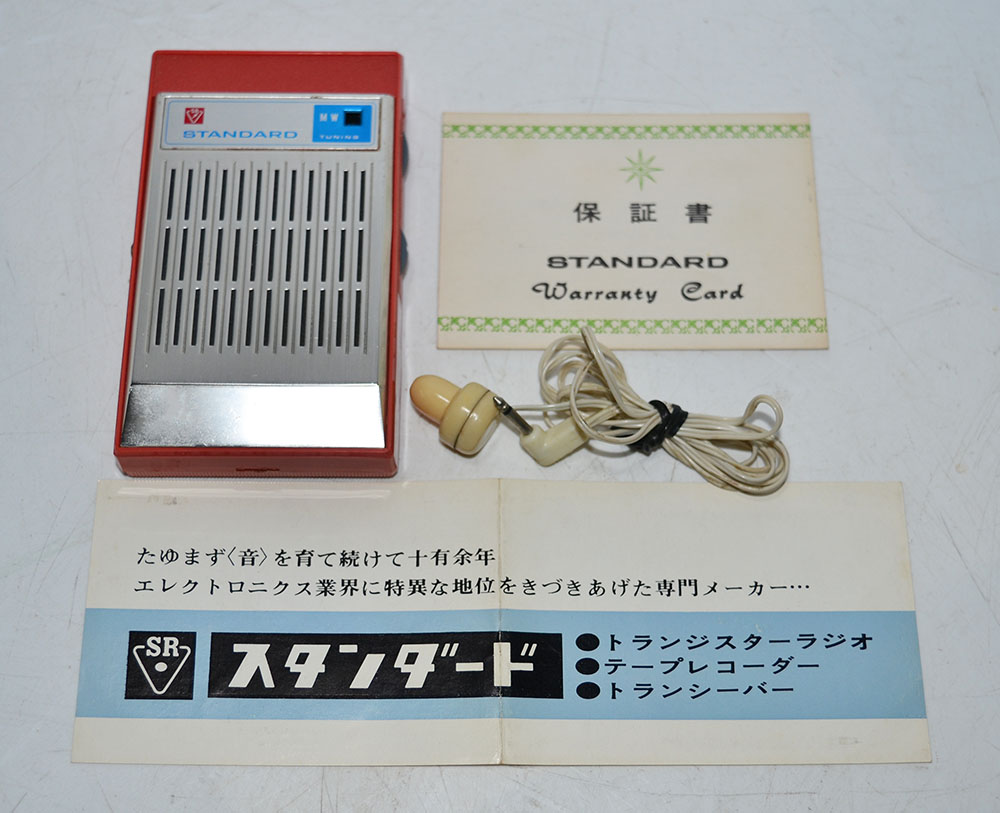 SR
STANDARD
MW
TUNING
保証書
STANDARD
Warranty Card
たゆまず〈音〉を育て続けて十有余年
エレクトロニクス業界に特異な地位をきづきあげた専門メーカー…
SR
スタンダード
●トランジスターラジオ
●テープレコーダー
●トランシーバー